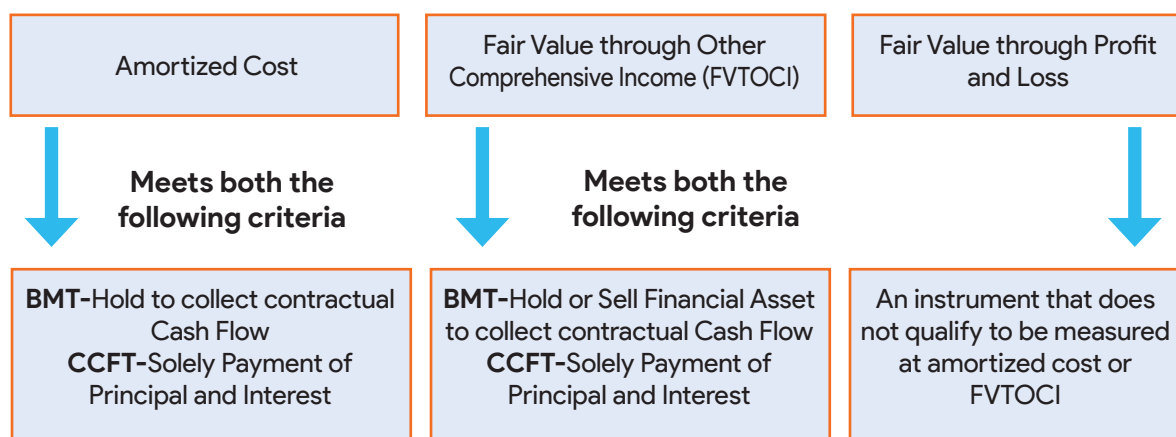 Amortized Cost
Fair Value through Other
Comprehensive Income (FVTOCI)
Fair Value through Profit
and Loss
Meets both the
following criteria
Meets both the
following criteria
BMT-Hold to collect contractual
Cash Flow
CCFT-Solely Payment of
Principal and Interest
BMT-Hold or Sell Financial Asset
to collect contractual Cash Flow
CCFT-Solely Payment of
Principal and Interest
An instrument that does
not qualify to be measured
at amortized cost or
FVTOCI